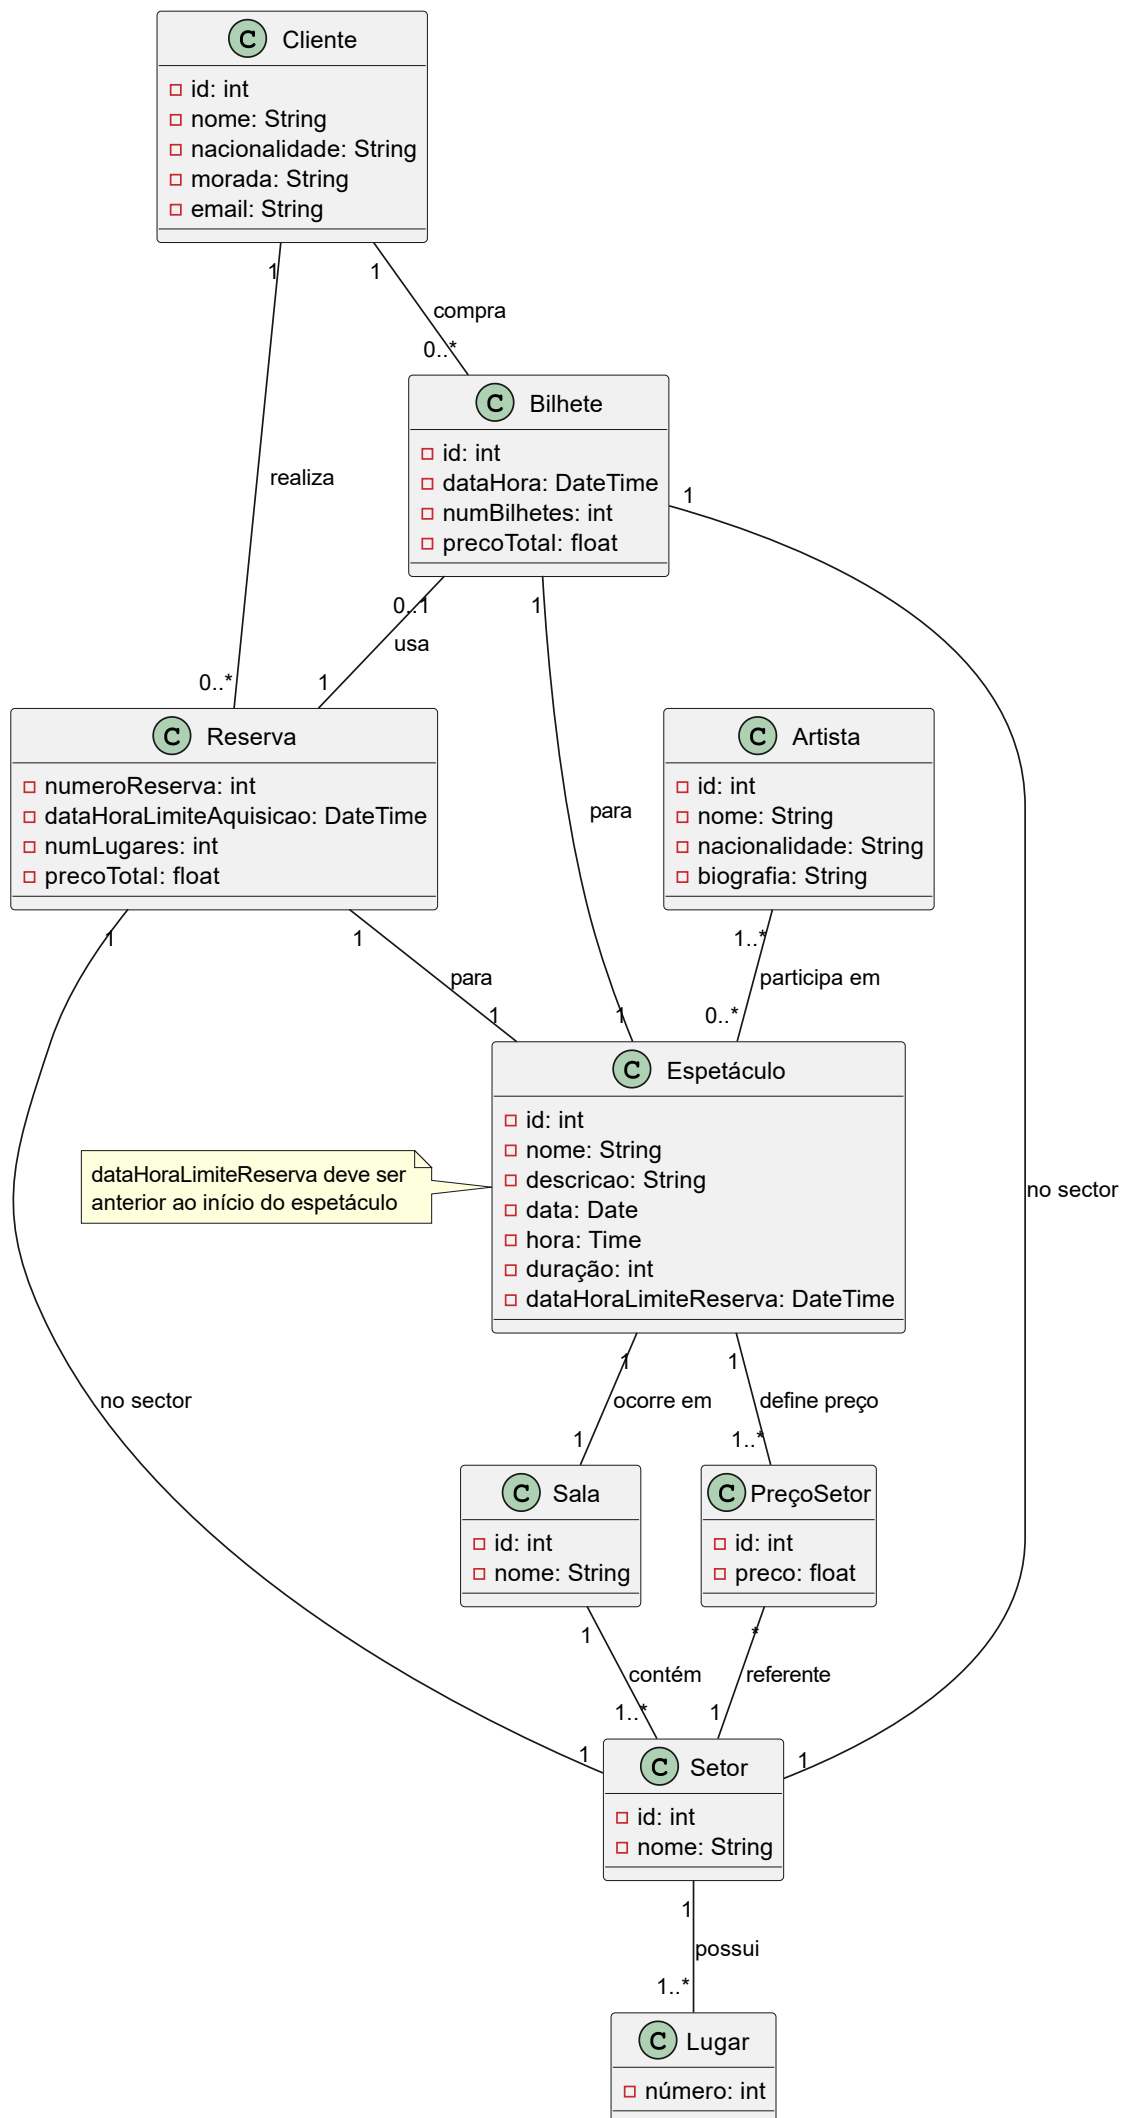 C Cliente
id: int
nome: String
nacionalidade: String
morada: String
email: String
1
1
compra
0..*
C Bilhete
id: int
dataHora: DateTime
numBilhetes: int
precoTotal: float
1
realiza
0..1
1
usa
0..*
1
C Reserva
numeroReserva: int
dataHoraLimiteAquisicao: DateTime
numLugares: int
precoTotal: float
para
C Artista
id: int
nome: String
nacionalidade: String
biografia: String
1
1
1..*
para
participa em
1
1
0..*
C Espetáculo
id: int
nome: String
descricao: String
data: Date
hora: Time
duração: int
dataHoraLimiteReserva: DateTime
dataHoraLimiteReserva deve ser
anterior ao início do espetáculo
no sector
1
1
no sector
ocorre em
define preço
1
1..*
C Sala
id: int
nome: String
C PreçoSetor
id: int
preco: float
1
*
contém
referente
1..*
1
1
1
C Setor
id: int
nome: String
1
possui
1..*
C Lugar
número: int